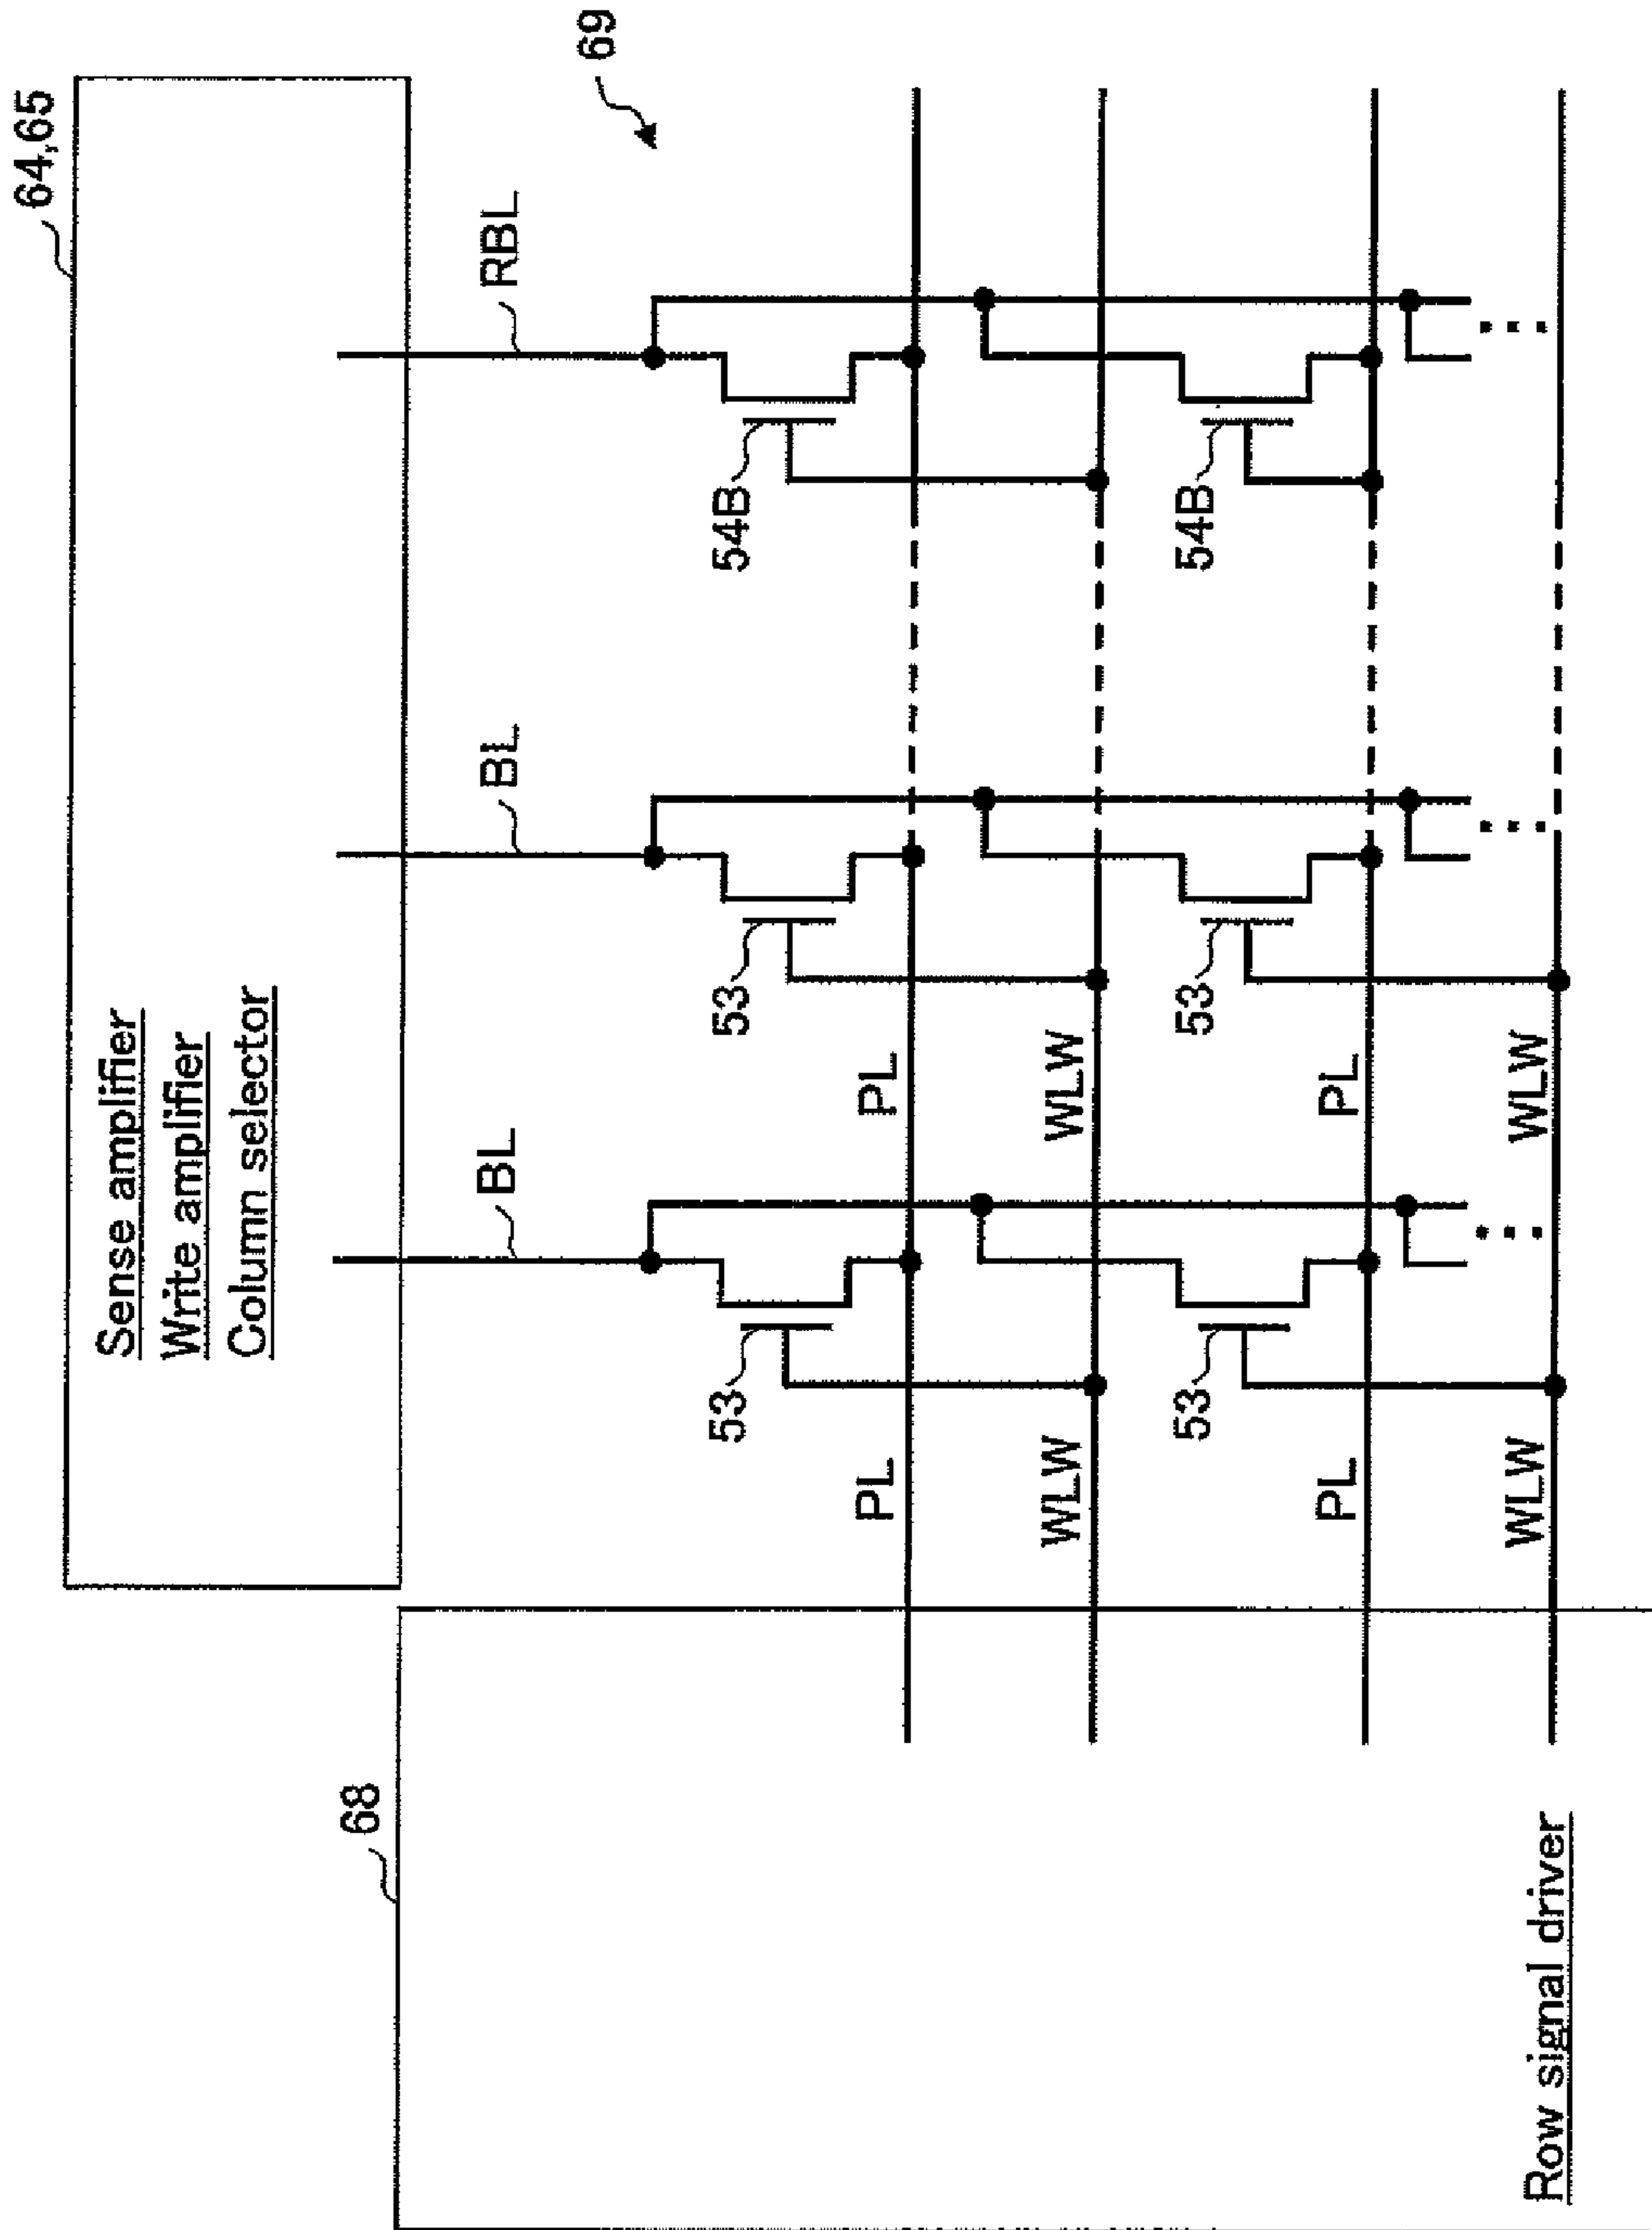 64,65
Sense amplifier
Write amplifier
Column selector
69
BL
BL
RBL
68
53
53
54B
PL
PL
WLW
WLW
53
53
54B
PL
PL
WLW
WLW
Row signal driver